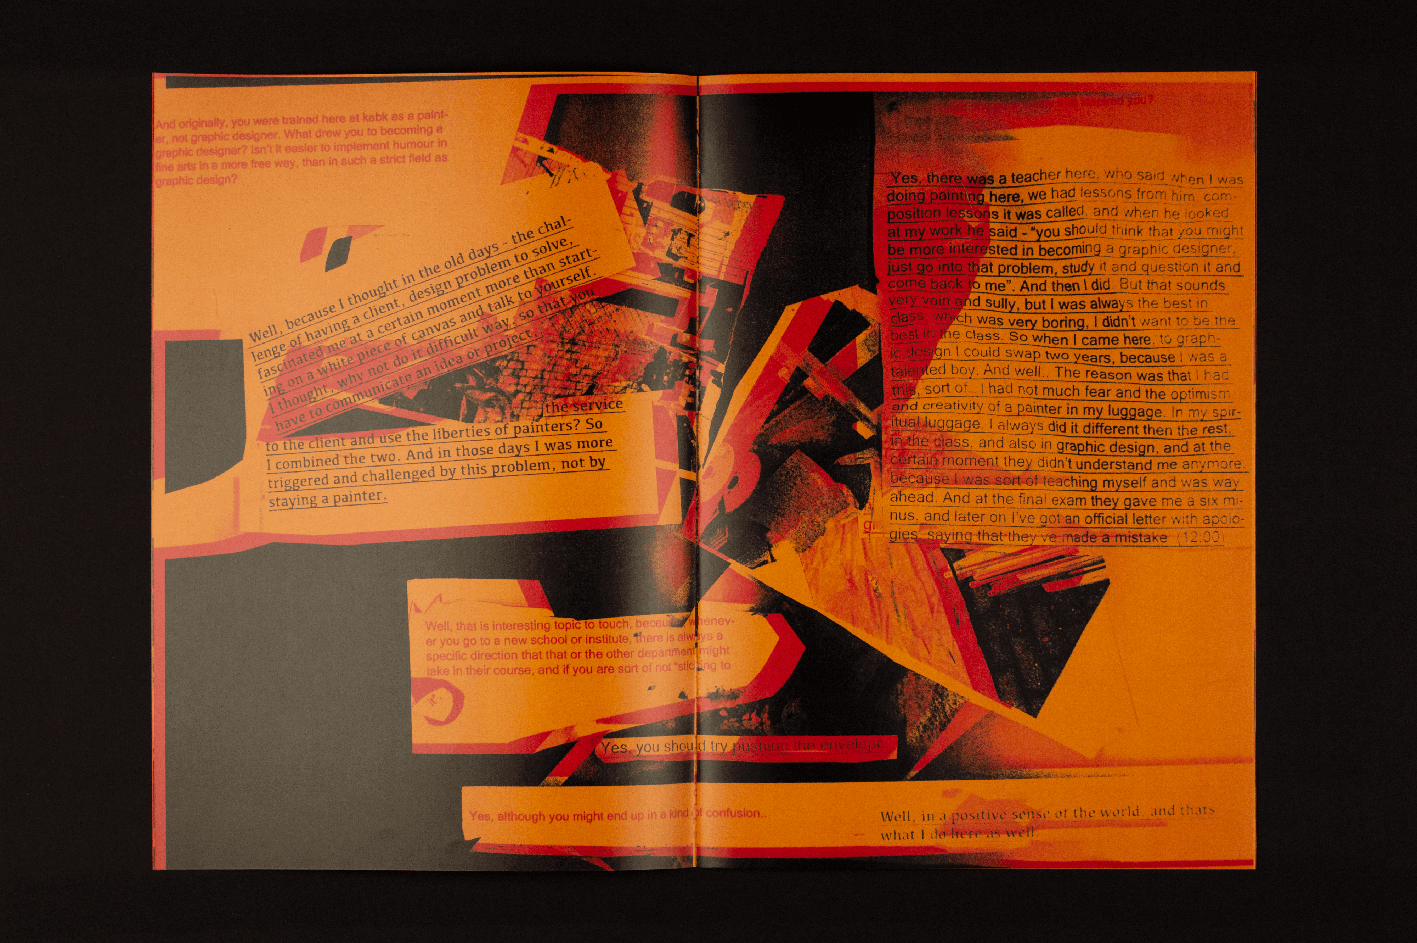 And originally, you were trained here at kabk as a paint-
er, not graphic designer. What drew you to becoming a
graphic designer? Isn't it easier to implement humour in
fine arts in a more free way, than in such a strict field as
graphic design?
Well, because I thought in the old days - the chal-
lenge of having a client, design problem to solve,
fascinated me at a certain moment more than start-
ing on a white piece of canvas and talk to yourself.
I thought, why not do it difficult way, so that you
have to communicate an idea or project,
the service
to the client and use the liberties of painters? So
I combined the two. And in those days I was more
triggered and challenged by this problem, not by
staying a painter.
Well, that is interesting topic to touch, because whenev-
er you go to a new school or institute, there is always a
specific direction that that or the other department might
take in their course, and if you are sort of not "sticking to
Yes, you should try pushing the envelope
Yes, although you might end up in a kind of confusion..
you?
Yes, there was a teacher here, who said when I was
doing painting here, we had lessons from him, com-
position lessons it was called, and when he looked
at my work he said - "you should think that you might
be more interested in becoming a graphic designer,
just go into that problem, study it and question it and
come back to me". And then I did. But that sounds
very vain and sully, but I was always the best in
class, which was very boring, I didn't want to be the
best in the class. So when I came here, to graph-
ic design I could swap two years, because I was a
talented boy. And well.. The reason was that I had
this, sort of.. I had not much fear and the optimism
and creativity of a painter in my luggage. In my spir-
itual luggage. I always did it different then the rest,
in the class, and also in graphic design, and at the
certain moment they didn't understand me anymore,
because I was sort of teaching myself and was way
ahead. And at the final exam they gave me a six mi-
nus, and later on I've got an official letter with apolo-
gies, saying that they've made a mistake (12:00)
Well, in a positive sense of the world, and thats
what I do here as well.